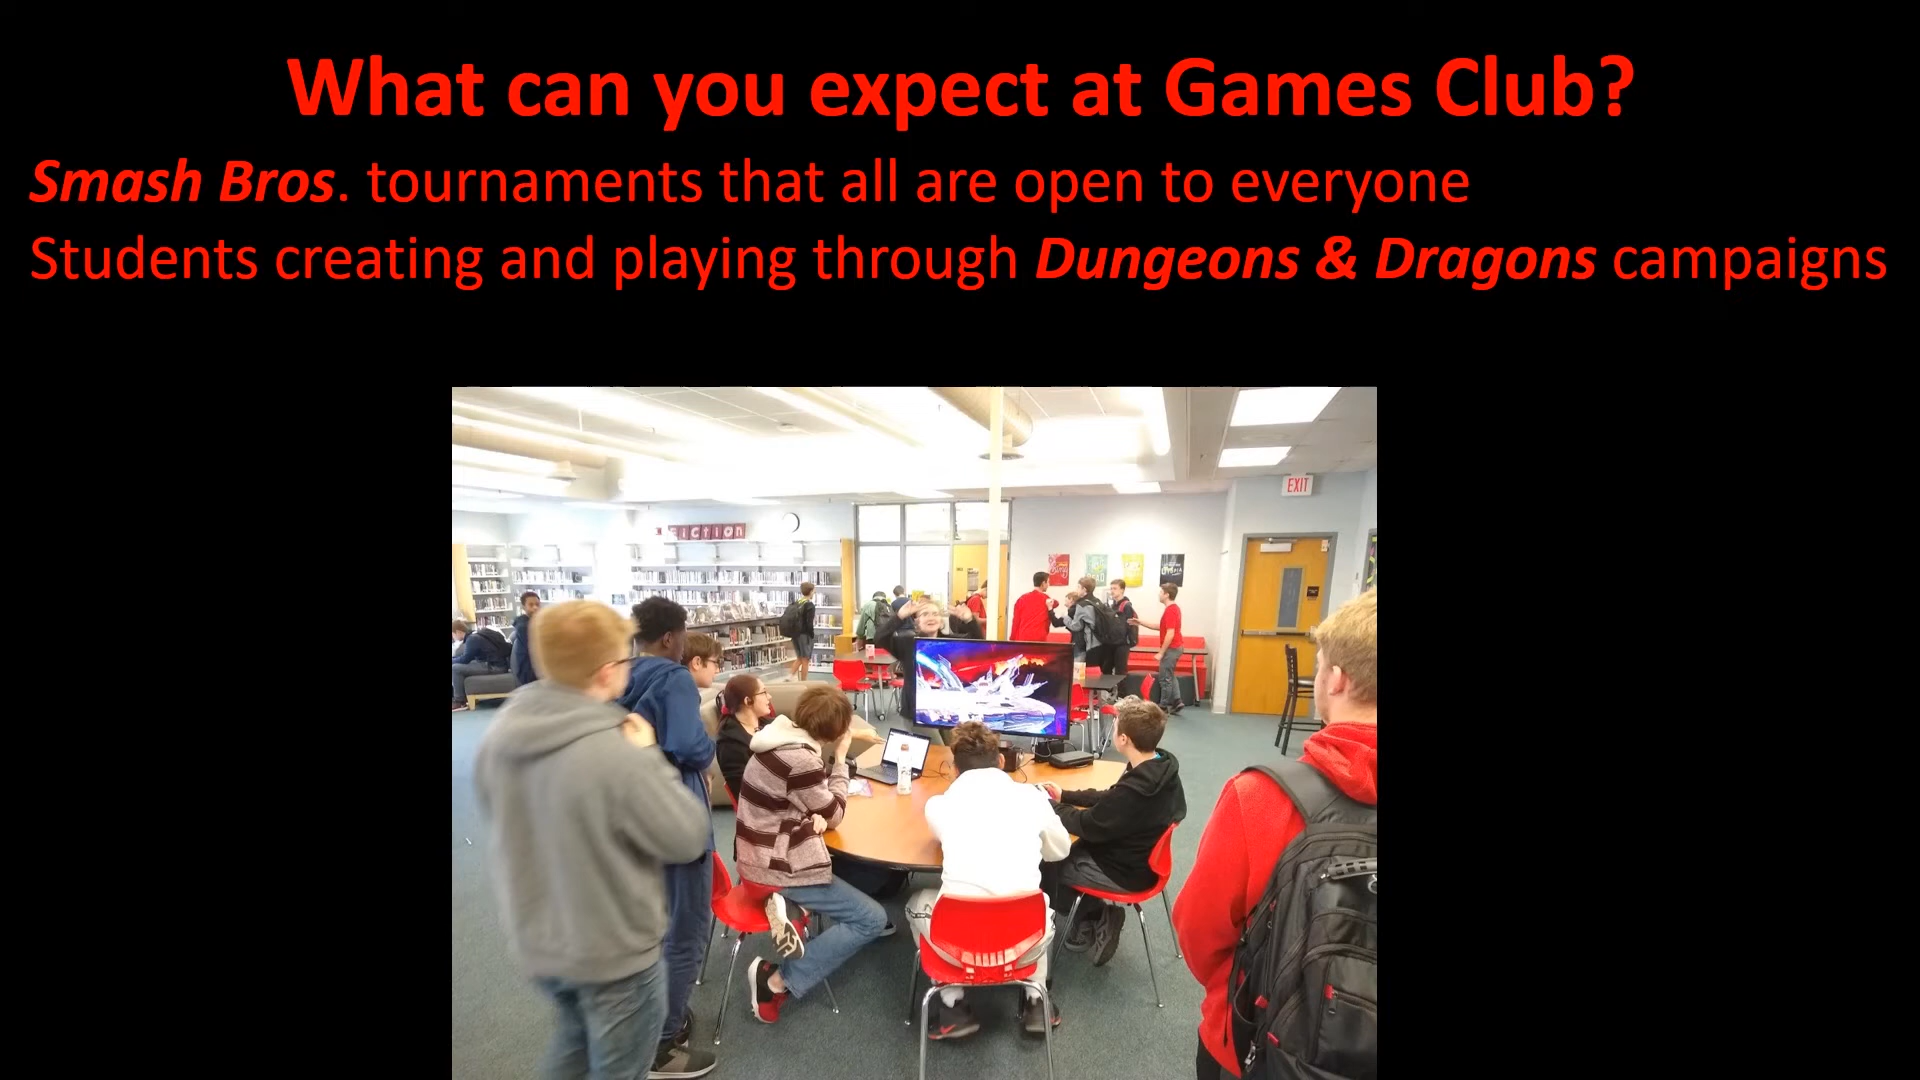 What can you expect at Games Club?
Smash Bros. tournaments that all are open to everyone
Students creating and playing through Dungeons & Dragons campaigns
EXIT
Fiction